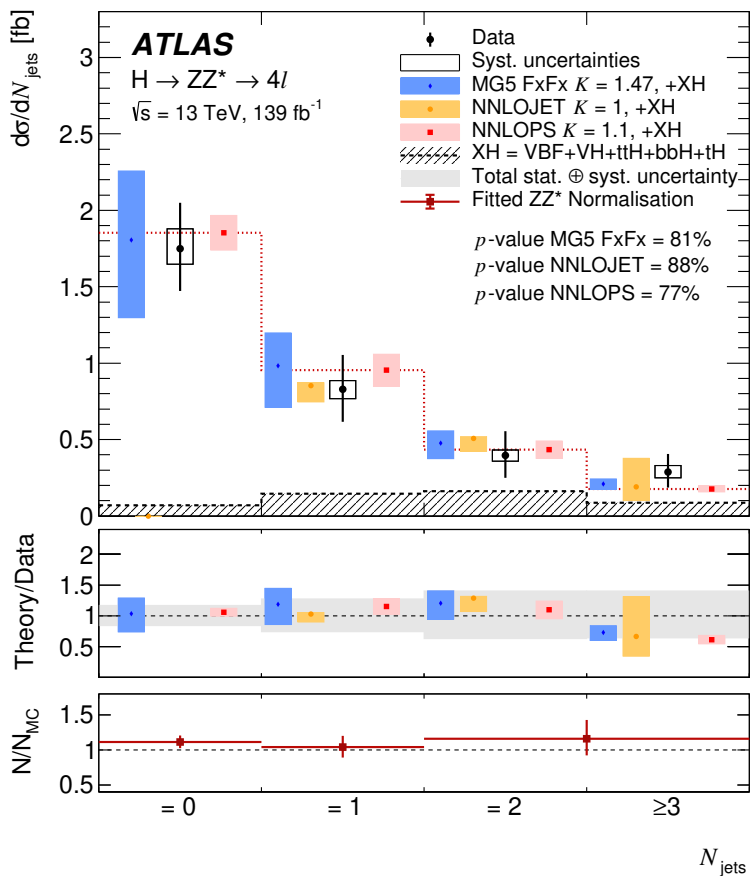 ATLAS
H → ZZ* → 4l
√s = 13 TeV, 139 fb⁻¹
Data
Syst. uncertainties
MG5 FxFx K = 1.47, +XH
NNLOJET K = 1, +XH
NNLOPS K = 1.1, +XH
XH = VBF+VH+ttH+bbH+tH
Total stat. ⊕ syst. uncertainty
Fitted ZZ* Normalisation
p-value MG5 FxFx = 81%
p-value NNLOJET = 88%
p-value NNLOPS = 77%
dσ/dN_jets [fb]
3
2.5
2
1.5
1
0.5
0
Theory/Data
2
1.5
1
0.5
N/N_MC
1.5
1
0.5
= 0 = 1 = 2 ≥3
N_jets